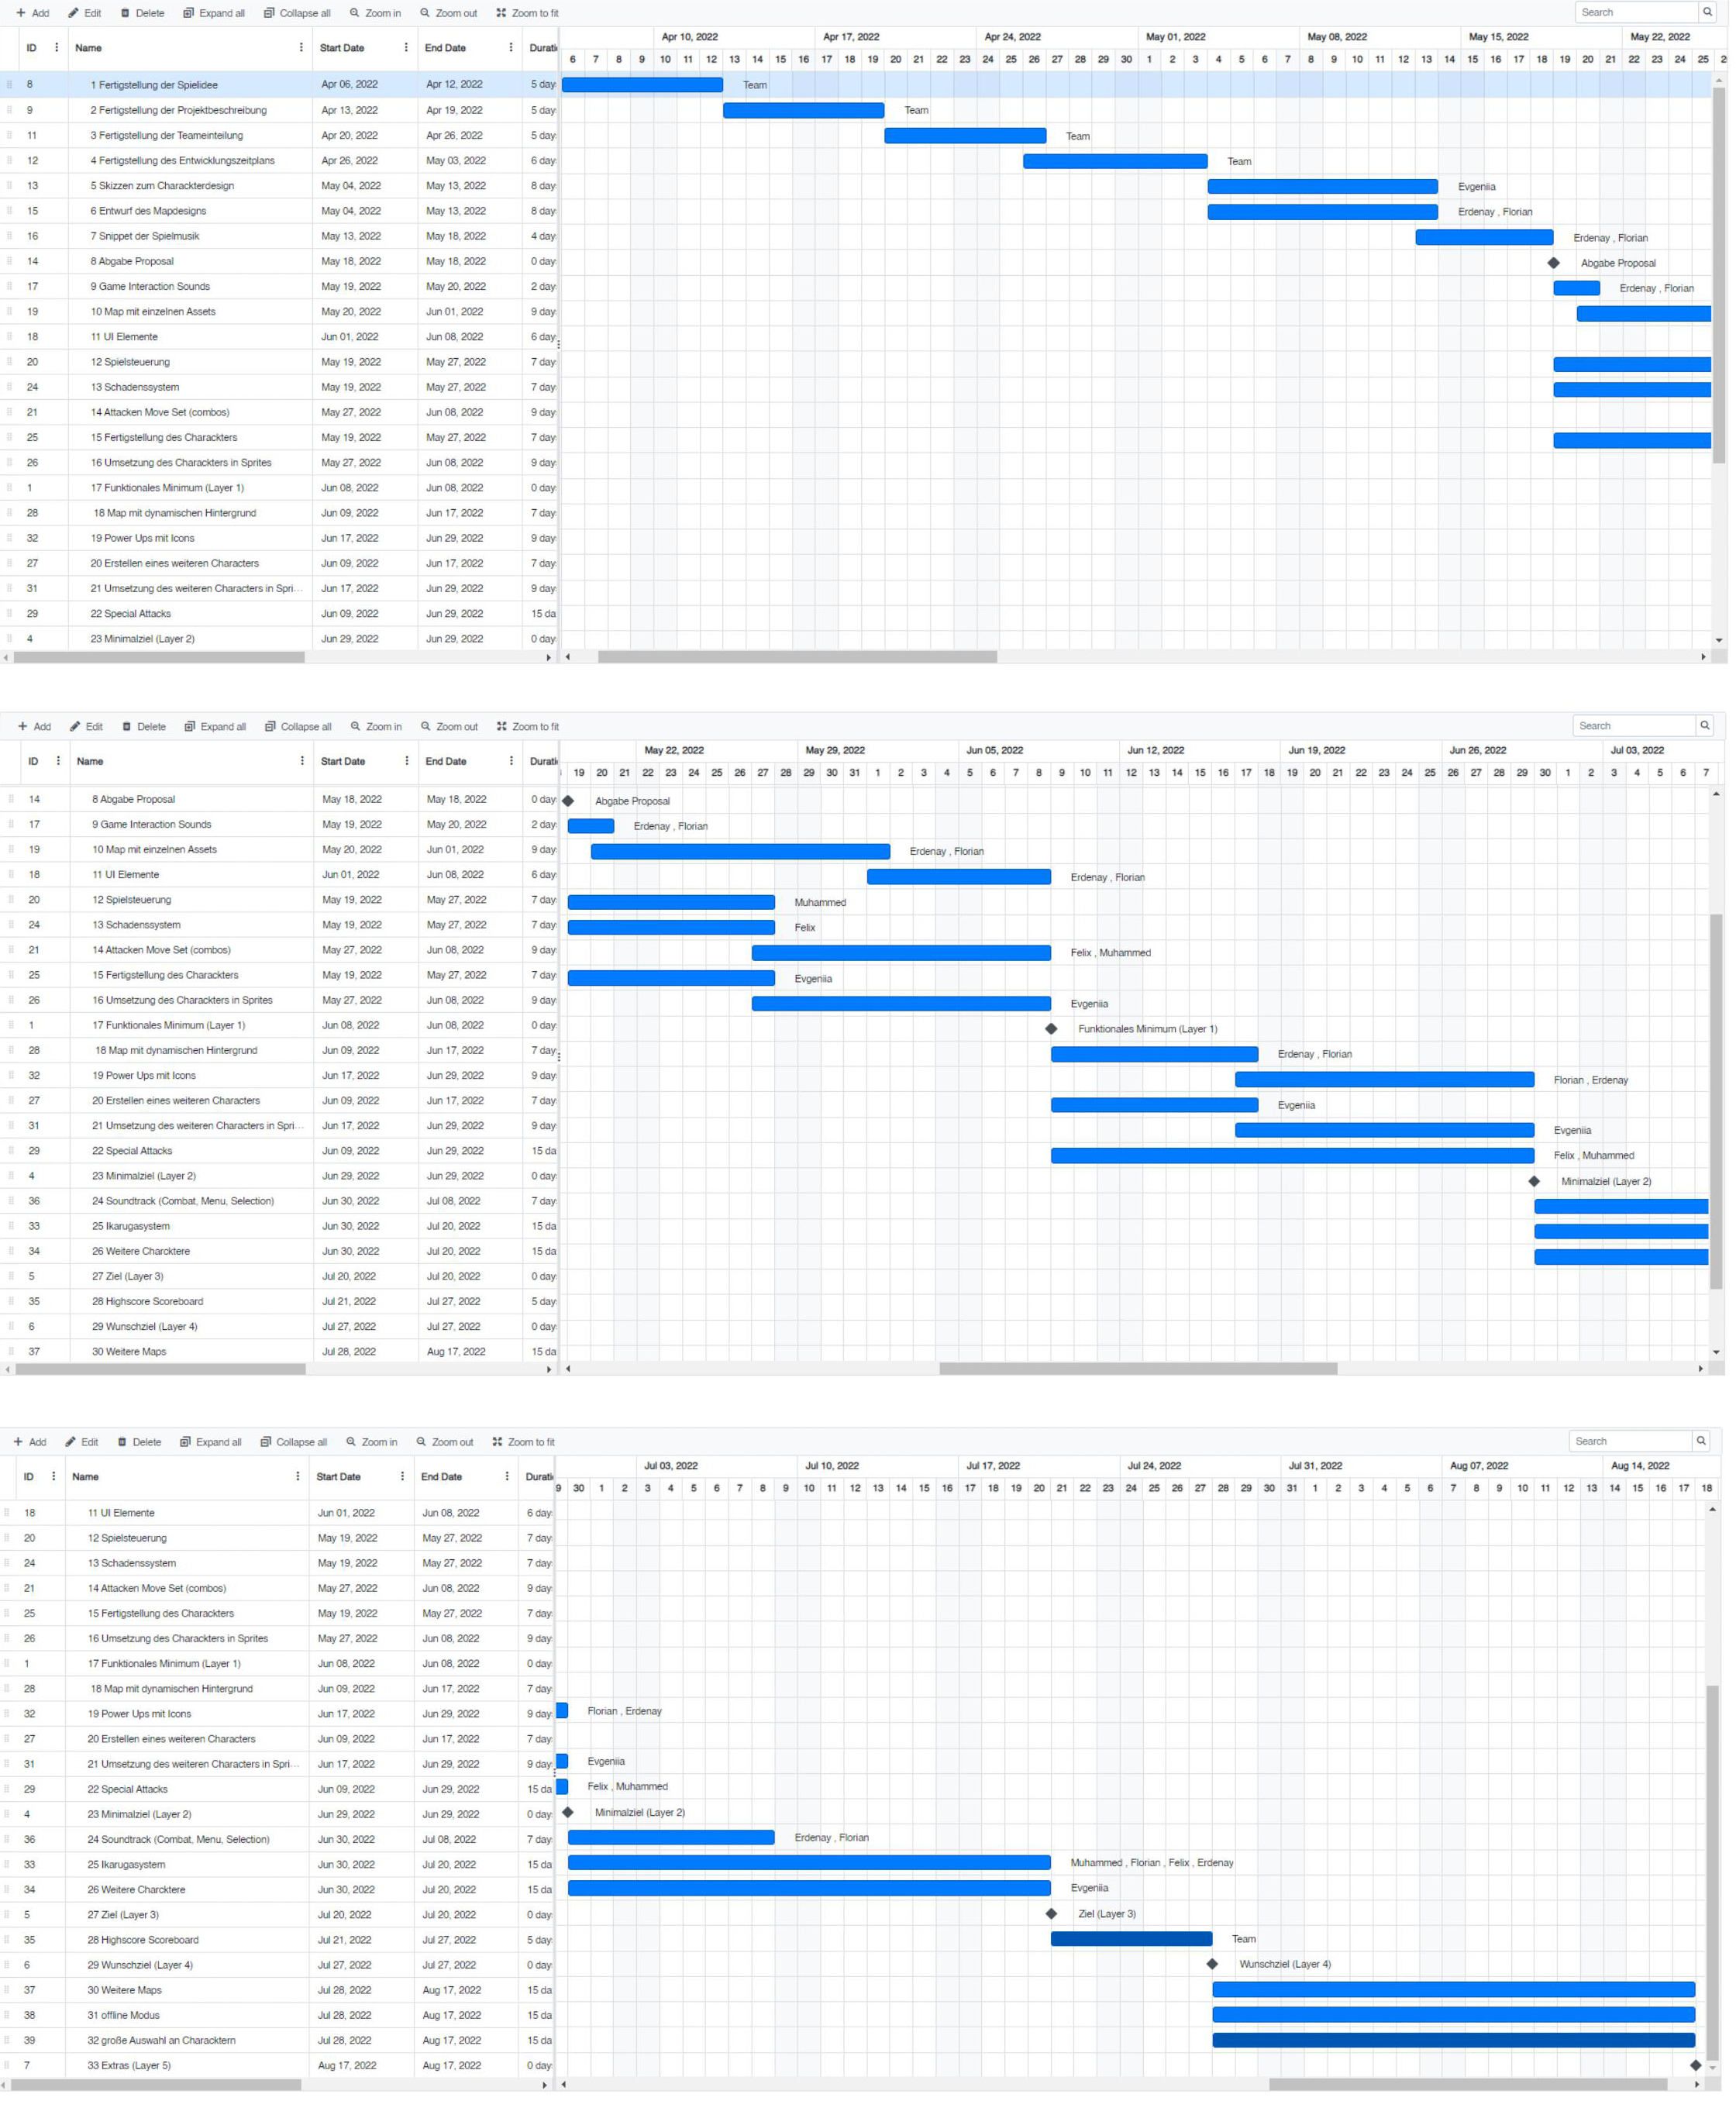 Add Edit Delete Expand all Collapse all Zoom in Zoom out Zoom to fit Search
Apr 10, 2022 Apr 17, 2022 Apr 24, 2022 May 01, 2022 May 08, 2022 May 15, 2022 May 22, 2022
ID Name Start Date End Date Durati
6 7 8 9 10 11 12 13 14 15 16 17 18 19 20 21 22 23 24 25 26 27 28 29 30 1 2 3 4 5 6 7 8 9 10 11 12 13 14 15 16 17 18 19 20 21 22 23 24 25 2
8 1 Fertigstellung der Spielidee Apr 06, 2022 Apr 12, 2022 5 day Team
9 2 Fertigstellung der Projektbeschreibung Apr 13, 2022 Apr 19, 2022 5 day Team
11 3 Fertigstellung der Teameinteilung Apr 20, 2022 Apr 26, 2022 5 day Team
12 4 Fertigstellung des Entwicklungszeitplans Apr 26, 2022 May 03, 2022 6 day Team
13 5 Skizzen zum Charackterdesign May 04, 2022 May 13, 2022 8 day Evgeniia
15 6 Entwurf des Mapdesigns May 04, 2022 May 13, 2022 8 day Erdenay , Florian
16 7 Snippet der Spielmusik May 13, 2022 May 18, 2022 4 day Erdenay , Florian
14 8 Abgabe Proposal May 18, 2022 May 18, 2022 0 day Abgabe Proposal
17 9 Game Interaction Sounds May 19, 2022 May 20, 2022 2 day Erdenay , Florian
19 10 Map mit einzelnen Assets May 20, 2022 Jun 01, 2022 9 day
18 11 UI Elemente Jun 01, 2022 Jun 08, 2022 6 day
20 12 Spielsteuerung May 19, 2022 May 27, 2022 7 day
24 13 Schadenssystem May 19, 2022 May 27, 2022 7 day
21 14 Attacken Move Set (combos) May 27, 2022 Jun 08, 2022 9 day
25 15 Fertigstellung des Charackters May 19, 2022 May 27, 2022 7 day
26 16 Umsetzung des Charackters in Sprites May 27, 2022 Jun 08, 2022 9 day
1 17 Funktionales Minimum (Layer 1) Jun 08, 2022 Jun 08, 2022 0 day
28 18 Map mit dynamischen Hintergrund Jun 09, 2022 Jun 17, 2022 7 day
32 19 Power Ups mit Icons Jun 17, 2022 Jun 29, 2022 9 day
27 20 Erstellen eines weiteren Characters Jun 09, 2022 Jun 17, 2022 7 day
31 21 Umsetzung des weiteren Characters in Spri... Jun 17, 2022 Jun 29, 2022 9 day
29 22 Special Attacks Jun 09, 2022 Jun 29, 2022 15 da
4 23 Minimalziel (Layer 2) Jun 29, 2022 Jun 29, 2022 0 day
Add Edit Delete Expand all Collapse all Zoom in Zoom out Zoom to fit Search
May 22, 2022 May 29, 2022 Jun 05, 2022 Jun 12, 2022 Jun 19, 2022 Jun 26, 2022 Jul 03, 2022
ID Name Start Date End Date Durati
19 20 21 22 23 24 25 26 27 28 29 30 31 1 2 3 4 5 6 7 8 9 10 11 12 13 14 15 16 17 18 19 20 21 22 23 24 25 26 27 28 29 30 1 2 3 4 5 6 7
14 8 Abgabe Proposal May 18, 2022 May 18, 2022 0 day Abgabe Proposal
17 9 Game Interaction Sounds May 19, 2022 May 20, 2022 2 day Erdenay , Florian
19 10 Map mit einzelnen Assets May 20, 2022 Jun 01, 2022 9 day Erdenay , Florian
18 11 UI Elemente Jun 01, 2022 Jun 08, 2022 6 day Erdenay , Florian
20 12 Spielsteuerung May 19, 2022 May 27, 2022 7 day Muhammed
24 13 Schadenssystem May 19, 2022 May 27, 2022 7 day Felix
21 14 Attacken Move Set (combos) May 27, 2022 Jun 08, 2022 9 day Felix , Muhammed
25 15 Fertigstellung des Charackters May 19, 2022 May 27, 2022 7 day Evgeniia
26 16 Umsetzung des Charackters in Sprites May 27, 2022 Jun 08, 2022 9 day Evgeniia
1 17 Funktionales Minimum (Layer 1) Jun 08, 2022 Jun 08, 2022 0 day Funktionales Minimum (Layer 1)
28 18 Map mit dynamischen Hintergrund Jun 09, 2022 Jun 17, 2022 7 day Erdenay , Florian
32 19 Power Ups mit Icons Jun 17, 2022 Jun 29, 2022 9 day Florian , Erdenay
27 20 Erstellen eines weiteren Characters Jun 09, 2022 Jun 17, 2022 7 day Evgeniia
31 21 Umsetzung des weiteren Characters in Spri... Jun 17, 2022 Jun 29, 2022 9 day Evgeniia
29 22 Special Attacks Jun 09, 2022 Jun 29, 2022 15 da Felix , Muhammed
4 23 Minimalziel (Layer 2) Jun 29, 2022 Jun 29, 2022 0 day Minimalziel (Layer 2)
36 24 Soundtrack (Combat, Menu, Selection) Jun 30, 2022 Jul 08, 2022 7 day
33 25 Ikarugasystem Jun 30, 2022 Jul 20, 2022 15 da
34 26 Weitere Charcktere Jun 30, 2022 Jul 20, 2022 15 da
5 27 Ziel (Layer 3) Jul 20, 2022 Jul 20, 2022 0 day
35 28 Highscore Scoreboard Jul 21, 2022 Jul 27, 2022 5 day
6 29 Wunschziel (Layer 4) Jul 27, 2022 Jul 27, 2022 0 day
37 30 Weitere Maps Jul 28, 2022 Aug 17, 2022 15 da
Add Edit Delete Expand all Collapse all Zoom in Zoom out Zoom to fit Search
Jul 03, 2022 Jul 10, 2022 Jul 17, 2022 Jul 24, 2022 Jul 31, 2022 Aug 07, 2022 Aug 14, 2022
ID Name Start Date End Date Durati
9 30 1 2 3 4 5 6 7 8 9 10 11 12 13 14 15 16 17 18 19 20 21 22 23 24 25 26 27 28 29 30 31 1 2 3 4 5 6 7 8 9 10 11 12 13 14 15 16 17 18
18 11 UI Elemente Jun 01, 2022 Jun 08, 2022 6 day
20 12 Spielsteuerung May 19, 2022 May 27, 2022 7 day
24 13 Schadenssystem May 19, 2022 May 27, 2022 7 day
21 14 Attacken Move Set (combos) May 27, 2022 Jun 08, 2022 9 day
25 15 Fertigstellung des Charackters May 19, 2022 May 27, 2022 7 day
26 16 Umsetzung des Charackters in Sprites May 27, 2022 Jun 08, 2022 9 day
1 17 Funktionales Minimum (Layer 1) Jun 08, 2022 Jun 08, 2022 0 day
28 18 Map mit dynamischen Hintergrund Jun 09, 2022 Jun 17, 2022 7 day
32 19 Power Ups mit Icons Jun 17, 2022 Jun 29, 2022 9 day Florian , Erdenay
27 20 Erstellen eines weiteren Characters Jun 09, 2022 Jun 17, 2022 7 day
31 21 Umsetzung des weiteren Characters in Spri... Jun 17, 2022 Jun 29, 2022 9 day Evgeniia
29 22 Special Attacks Jun 09, 2022 Jun 29, 2022 15 da Felix , Muhammed
4 23 Minimalziel (Layer 2) Jun 29, 2022 Jun 29, 2022 0 day Minimalziel (Layer 2)
36 24 Soundtrack (Combat, Menu, Selection) Jun 30, 2022 Jul 08, 2022 7 day Erdenay , Florian
33 25 Ikarugasystem Jun 30, 2022 Jul 20, 2022 15 da Muhammed , Florian , Felix , Erdenay
34 26 Weitere Charcktere Jun 30, 2022 Jul 20, 2022 15 da Evgeniia
5 27 Ziel (Layer 3) Jul 20, 2022 Jul 20, 2022 0 day Ziel (Layer 3)
35 28 Highscore Scoreboard Jul 21, 2022 Jul 27, 2022 5 day Team
6 29 Wunschziel (Layer 4) Jul 27, 2022 Jul 27, 2022 0 day Wunschziel (Layer 4)
37 30 Weitere Maps Jul 28, 2022 Aug 17, 2022 15 da
38 31 offline Modus Jul 28, 2022 Aug 17, 2022 15 da
39 32 große Auswahl an Characktern Jul 28, 2022 Aug 17, 2022 15 da
7 33 Extras (Layer 5) Aug 17, 2022 Aug 17, 2022 0 day